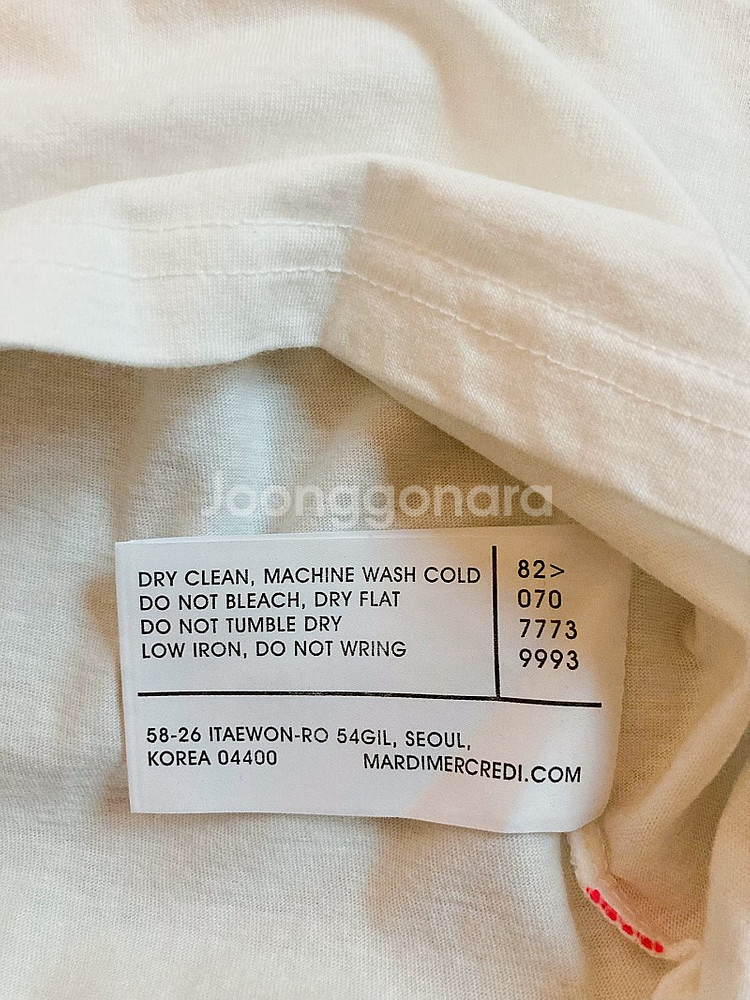 Joonggonara
DRY CLEAN, MACHINE WASH COLD
DO NOT BLEACH, DRY FLAT
DO NOT TUMBLE DRY
LOW IRON, DO NOT WRING
82>
070
7773
9993
58-26 ITAEWON-RO 54GIL, SEOUL,
KOREA 04400 MARDIMERCREDI.COM